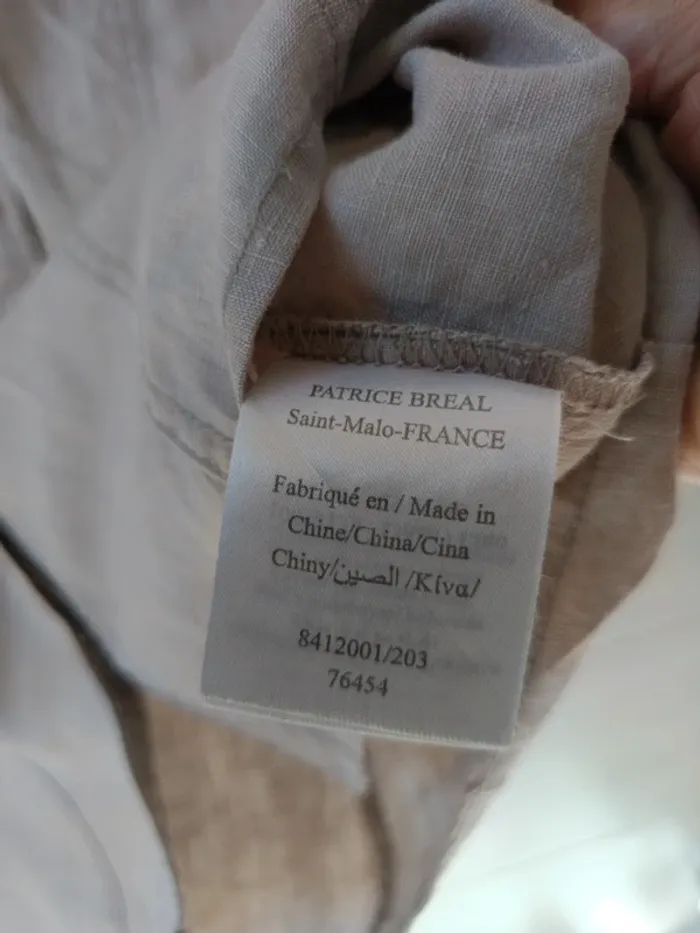 PATRICE BREAL
Saint-Malo-FRANCE
Fabriqué en / Made in
Chine/China/Cina
Chiny/الصين /Κίνα/
8412001/203
76454